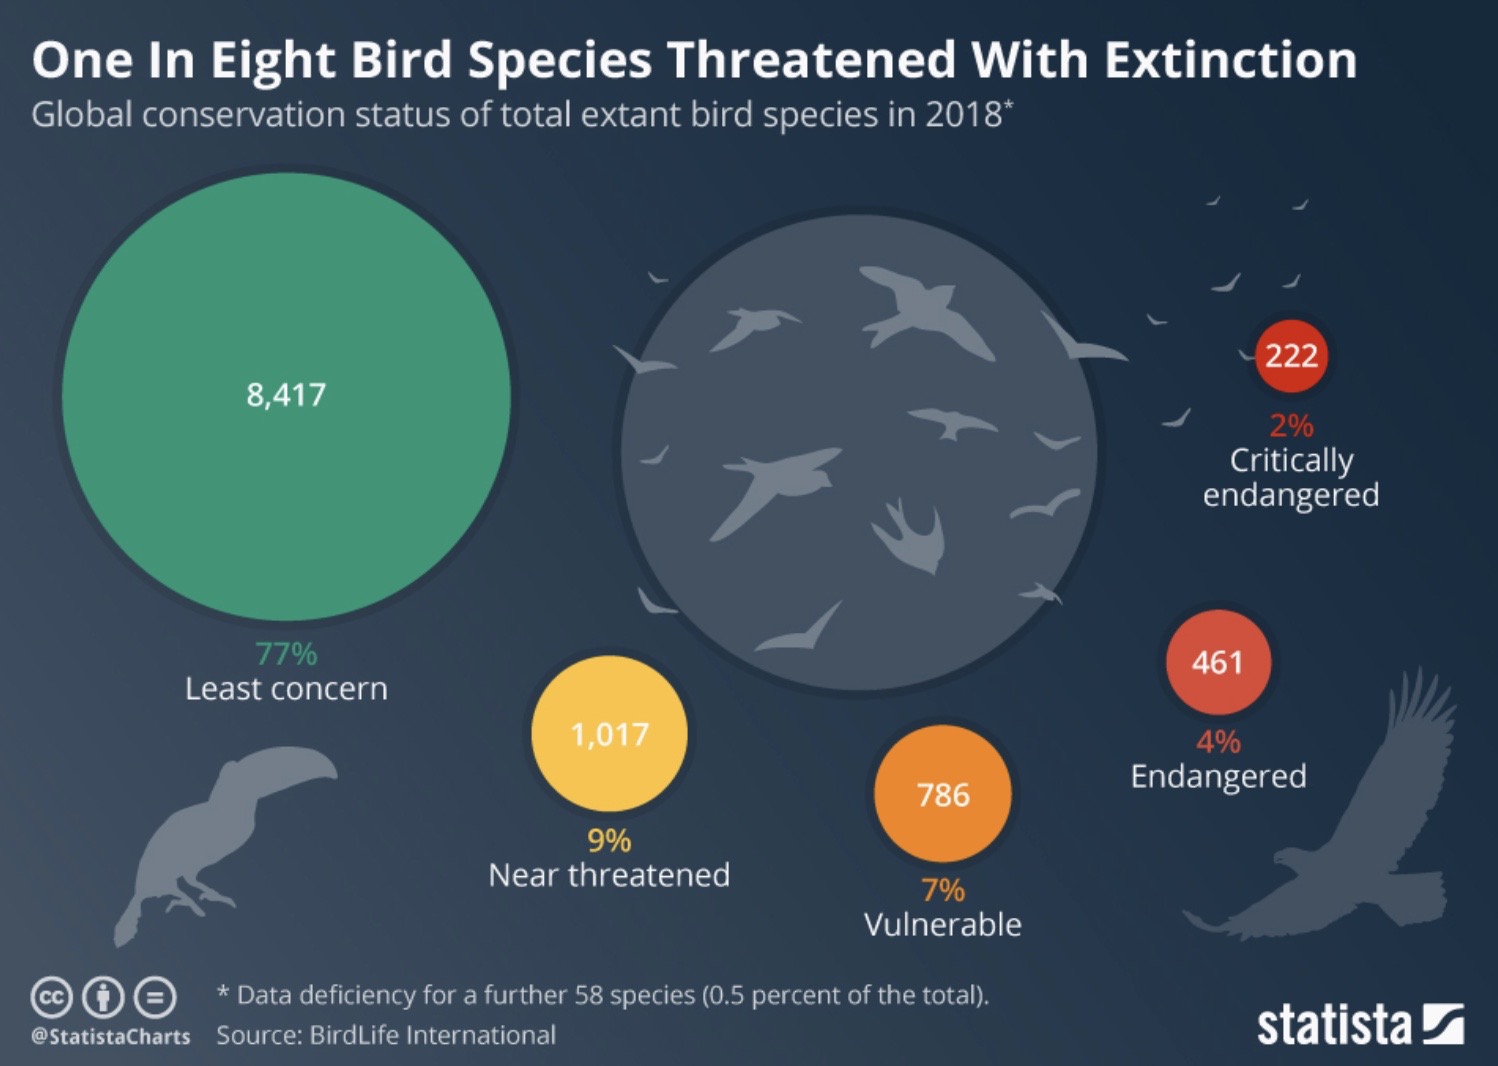 One In Eight Bird Species Threatened With Extinction
Global conservation status of total extant bird species in 2018*
8,417
77%
Least concern
1,017
9%
Near threatened
786
7%
Vulnerable
461
4%
Endangered
222
2%
Critically
endangered
cc
@StatistaCharts
* Data deficiency for a further 58 species (0.5 percent of the total).
Source: BirdLife International
statista